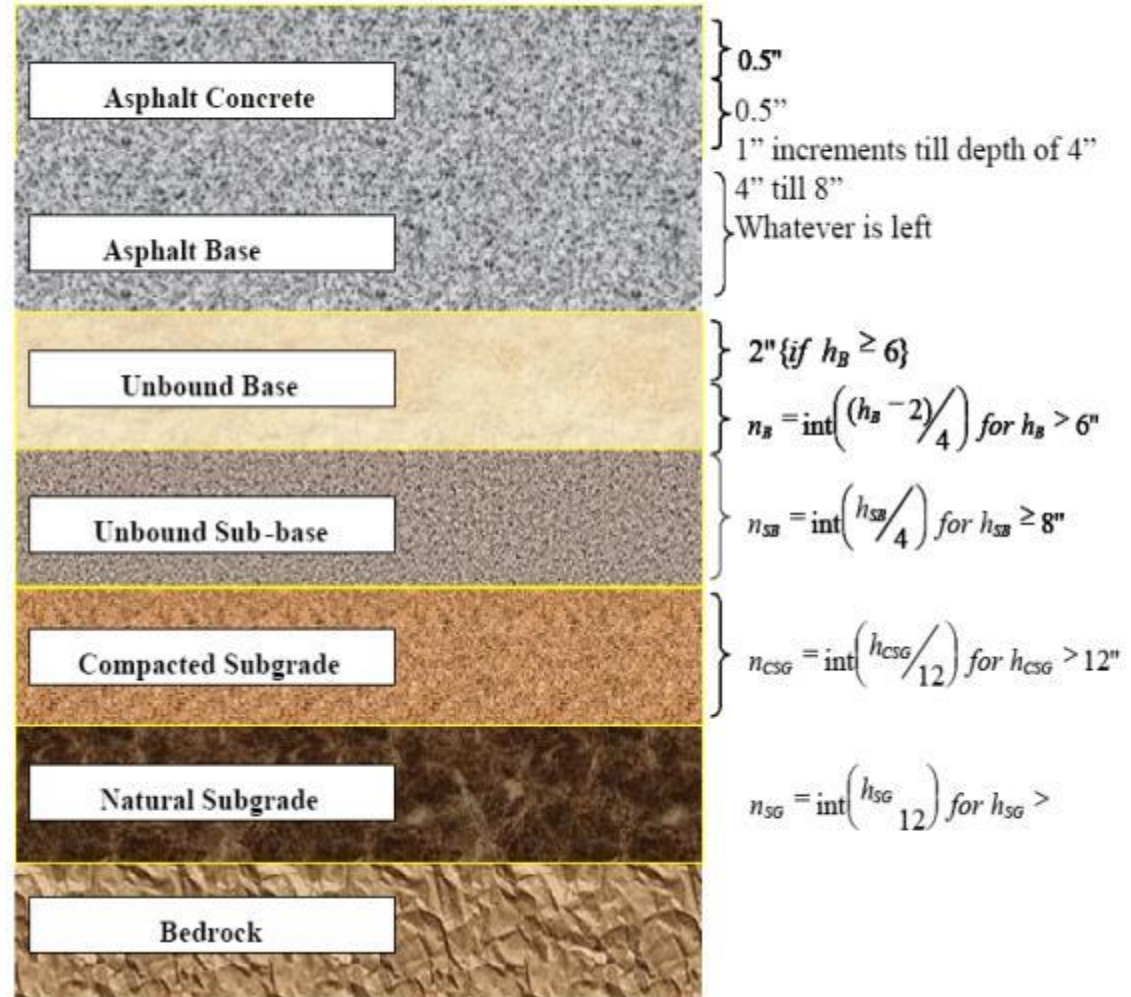 Asphalt Concrete
0.5"
0.5”
1” increments till depth of 4”
4” till 8”
Whatever is left
Asphalt Base
Unbound Base
2" {if h_B ≥ 6}
n_B = int((h_B − 2)/4) for h_B > 6"
Unbound Sub-base
n_SB = int(h_SB/4) for h_SB ≥ 8"
Compacted Subgrade
n_CSG = int(h_CSG/12) for h_CSG > 12"
Natural Subgrade
n_SG = int(h_SG 12) for h_SG >
Bedrock